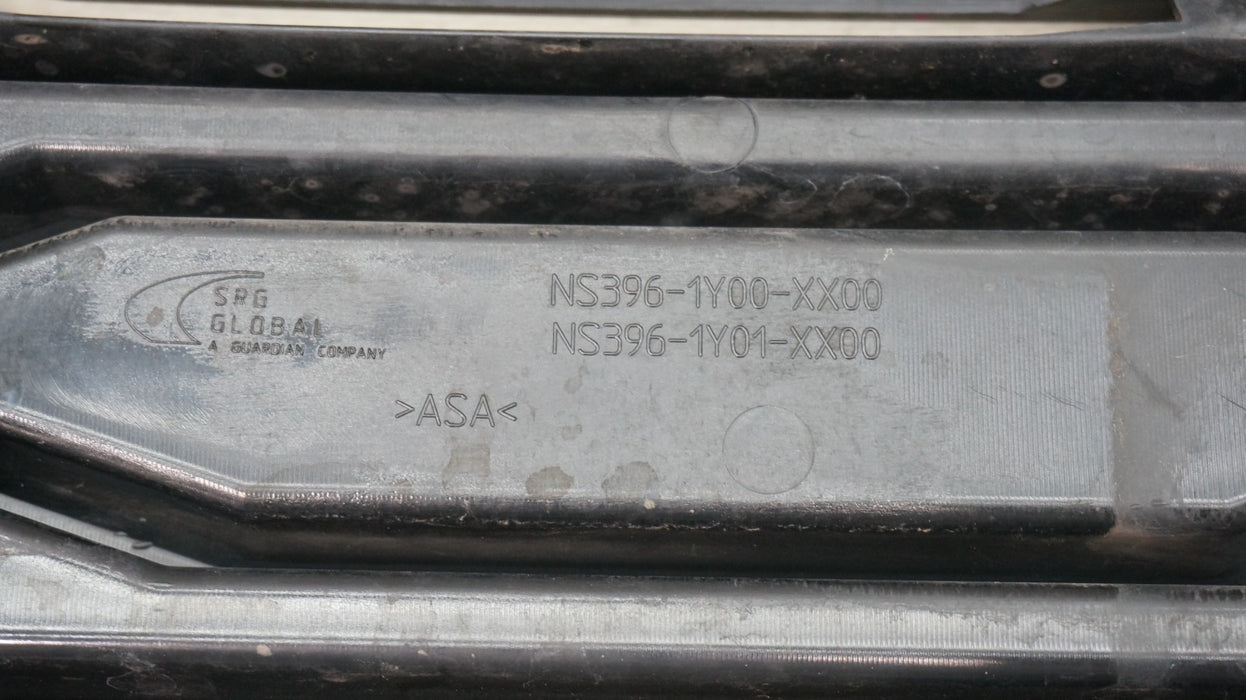 SRG
GLOBAL
A GUARDIAN COMPANY
NS396-1Y00-XX00
NS396-1Y01-XX00
>ASA<